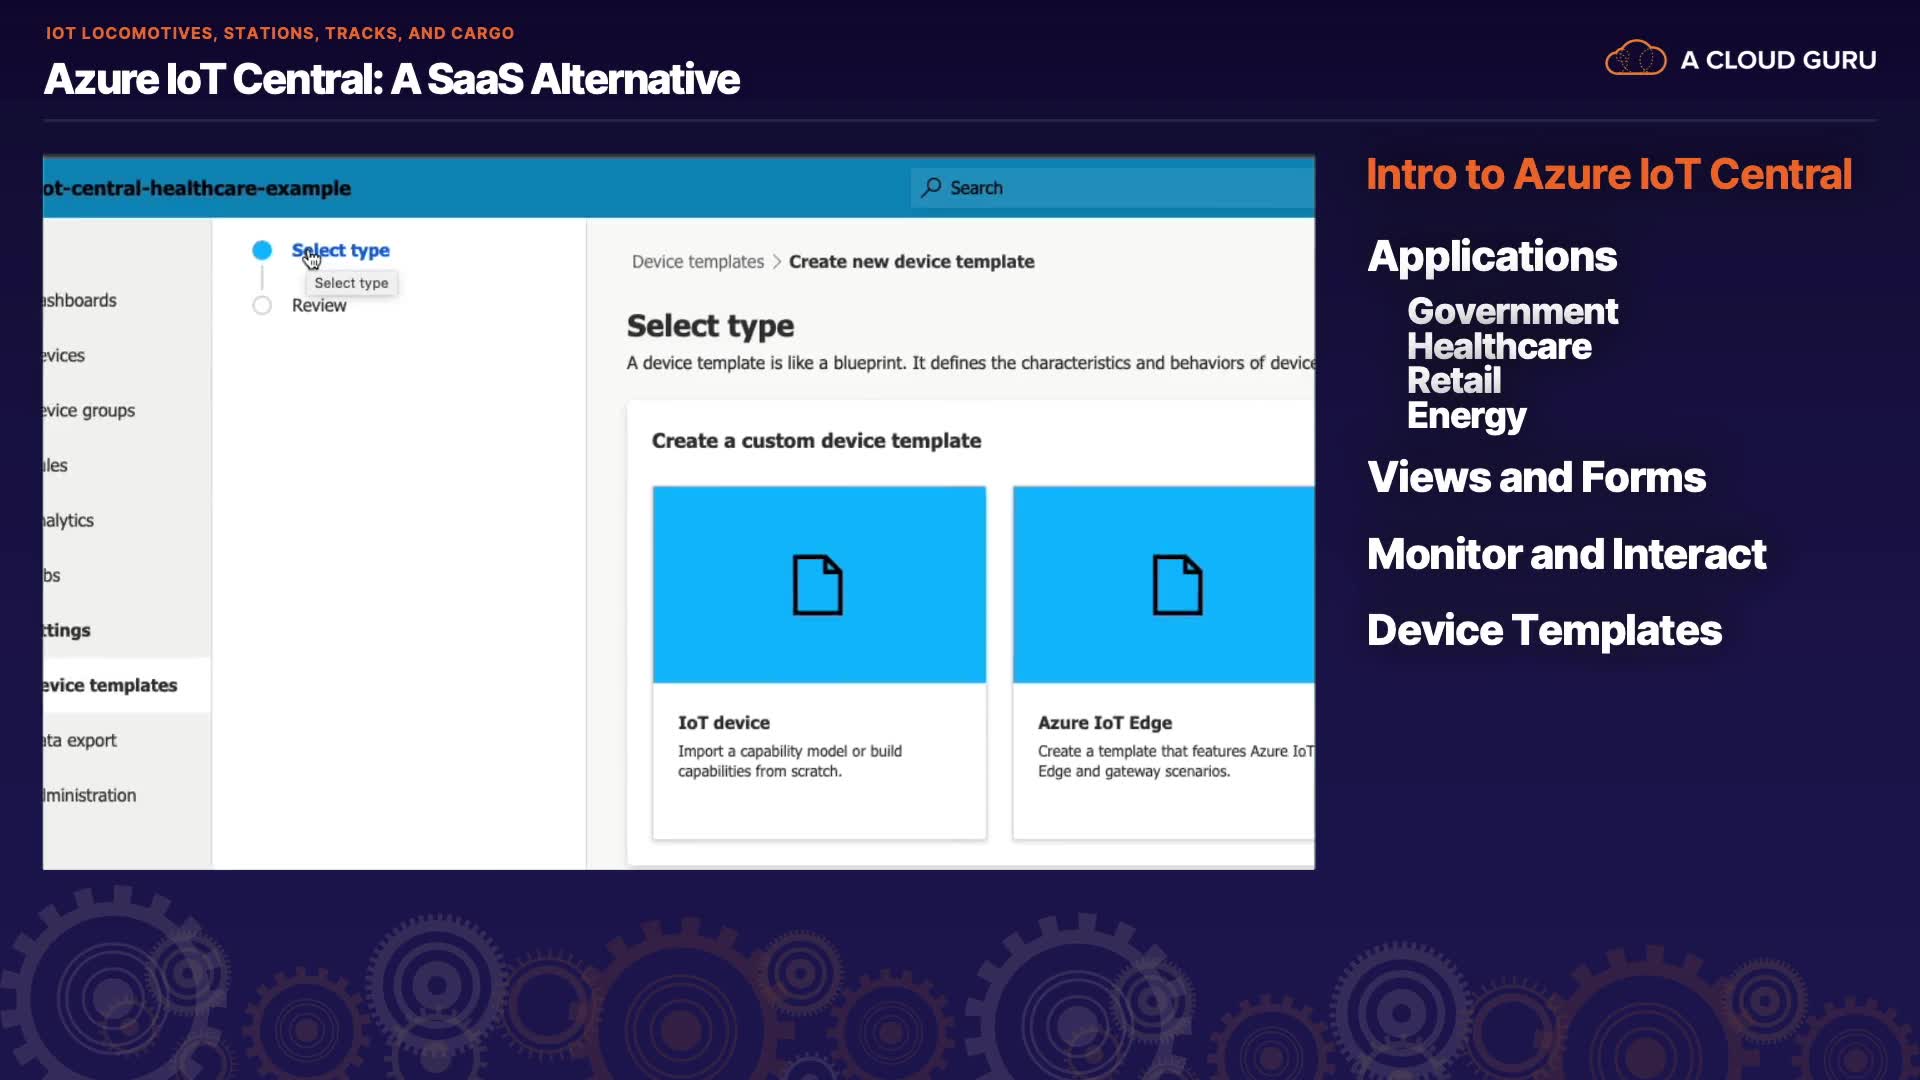 IOT LOCOMOTIVES, STATIONS, TRACKS, AND CARGO
Azure IoT Central: A SaaS Alternative
A CLOUD GURU
ot-central-healthcare-example
Search
Select type
Select type
Review
ashboards
evices
evice groups
ules
nalytics
bs
ttings
evice templates
ata export
dministration
Device templates > Create new device template
Select type
A device template is like a blueprint. It defines the characteristics and behaviors of device
Create a custom device template
IoT device
Import a capability model or build
capabilities from scratch.
Azure IoT Edge
Create a template that features Azure IoT
Edge and gateway scenarios.
Intro to Azure IoT Central
Applications
Government
Healthcare
Retail
Energy
Views and Forms
Monitor and Interact
Device Templates